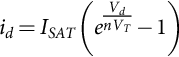 i_d = I_{SAT} \left( e^{\frac{V_d}{nV_T}} - 1 \right)